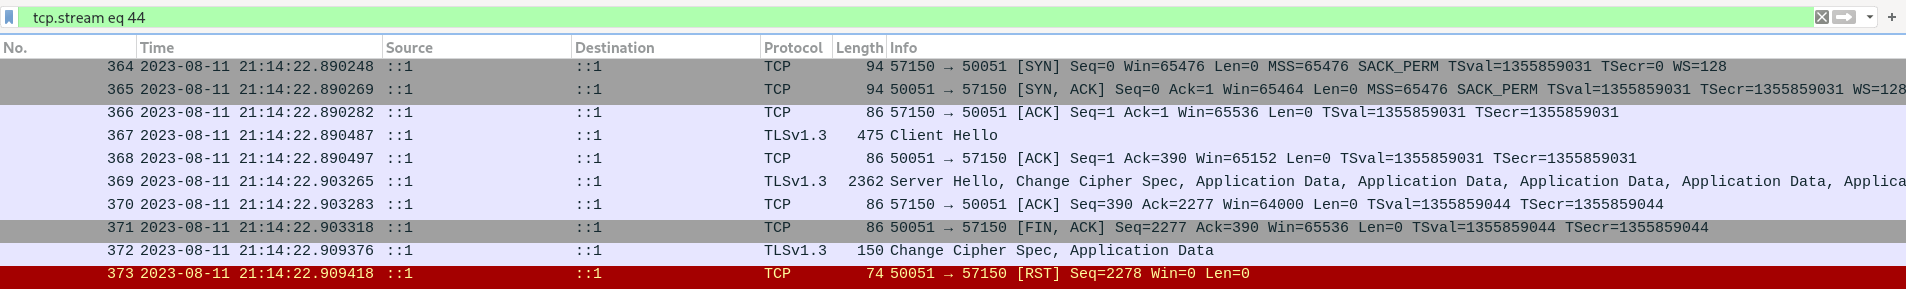 tcp.stream eq 44
No. Time Source Destination Protocol Length Info
364 2023-08-11 21:14:22.890248 ::1 ::1 TCP 94 57150 → 50051 [SYN] Seq=0 Win=65476 Len=0 MSS=65476 SACK_PERM TSval=1355859031 TSecr=0 WS=128
365 2023-08-11 21:14:22.890269 ::1 ::1 TCP 94 50051 → 57150 [SYN, ACK] Seq=0 Ack=1 Win=65464 Len=0 MSS=65476 SACK_PERM TSval=1355859031 TSecr=1355859031 WS=128
366 2023-08-11 21:14:22.890282 ::1 ::1 TCP 86 57150 → 50051 [ACK] Seq=1 Ack=1 Win=65536 Len=0 TSval=1355859031 TSecr=1355859031
367 2023-08-11 21:14:22.890487 ::1 ::1 TLSv1.3 475 Client Hello
368 2023-08-11 21:14:22.890497 ::1 ::1 TCP 86 50051 → 57150 [ACK] Seq=1 Ack=390 Win=65152 Len=0 TSval=1355859031 TSecr=1355859031
369 2023-08-11 21:14:22.903265 ::1 ::1 TLSv1.3 2362 Server Hello, Change Cipher Spec, Application Data, Application Data, Application Data, Application Data, Applica
370 2023-08-11 21:14:22.903283 ::1 ::1 TCP 86 57150 → 50051 [ACK] Seq=390 Ack=2277 Win=64000 Len=0 TSval=1355859044 TSecr=1355859044
371 2023-08-11 21:14:22.903318 ::1 ::1 TCP 86 50051 → 57150 [FIN, ACK] Seq=2277 Ack=390 Win=65536 Len=0 TSval=1355859044 TSecr=1355859044
372 2023-08-11 21:14:22.909376 ::1 ::1 TLSv1.3 150 Change Cipher Spec, Application Data
373 2023-08-11 21:14:22.909418 ::1 ::1 TCP 74 50051 → 57150 [RST] Seq=2278 Win=0 Len=0